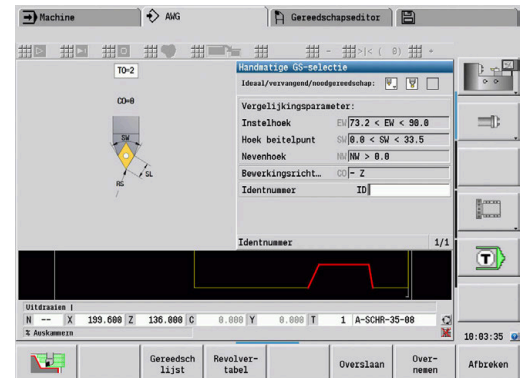 Machine
AWG
Gereedschapseditor
TO=2
CO=0
SW
SL
RS
Handmatige GS-selectie
Ideaal/vervangend/noodgereedschap:
Vergelijkingsparameter:
Instelhoek EW 73.2 < EW < 90.0
Hoek beitelpunt SW 0.0 < SW < 33.5
Nevenhoek NW NW > 0.0
Bewerkingsricht… CO - Z
Identnummer ID
Identnummer 1/1
Uitdraaien |
N -- X 199.600 Z 136.000 C 0.000 Y 0.000 T 1 A-SCHR-35-08
% Auskammern
10:03:35
T
Gereedsch lijst
Revolver- tabel
Overslaan
Over- nemen
Afbreken